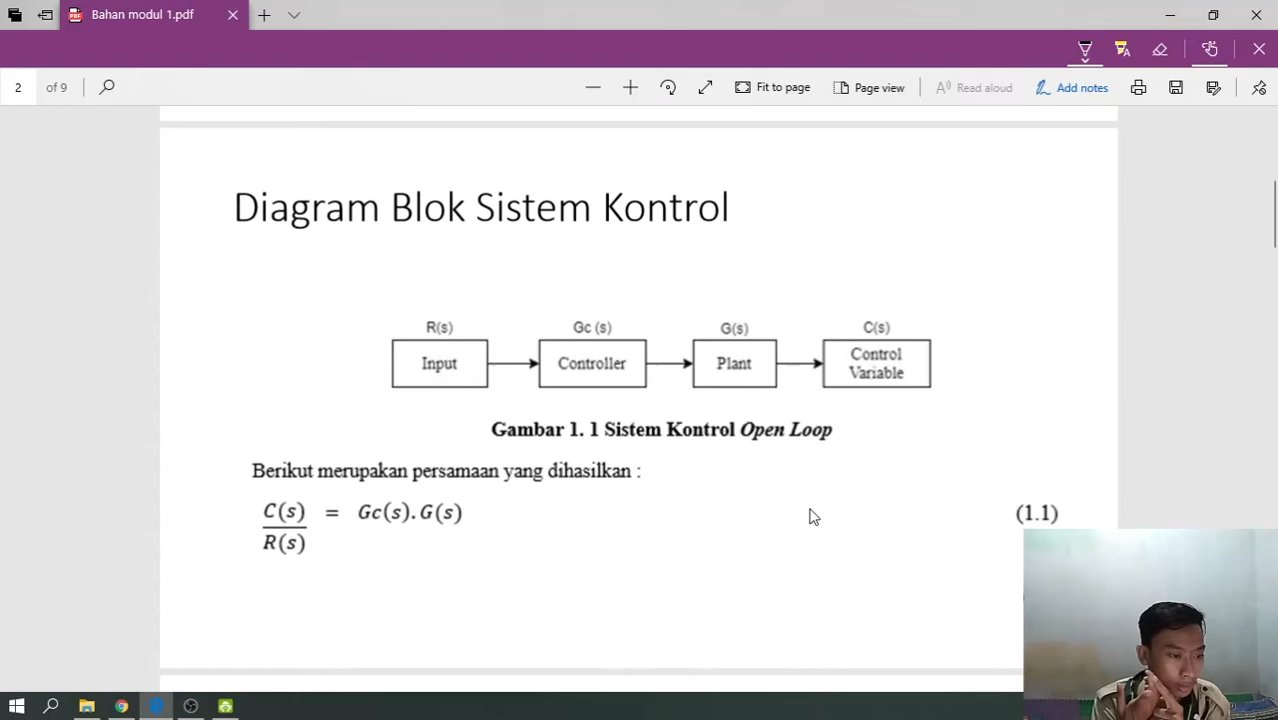 Bahan modul 1.pdf
2 of 9
Fit to page
Page view
Read aloud
Add notes
Diagram Blok Sistem Kontrol
R(s) Gc (s) G(s) C(s)
Input Controller Plant Control Variable
Gambar 1. 1 Sistem Kontrol Open Loop
Berikut merupakan persamaan yang dihasilkan :
C(s) = Gc(s). G(s) (1.1)
R(s)